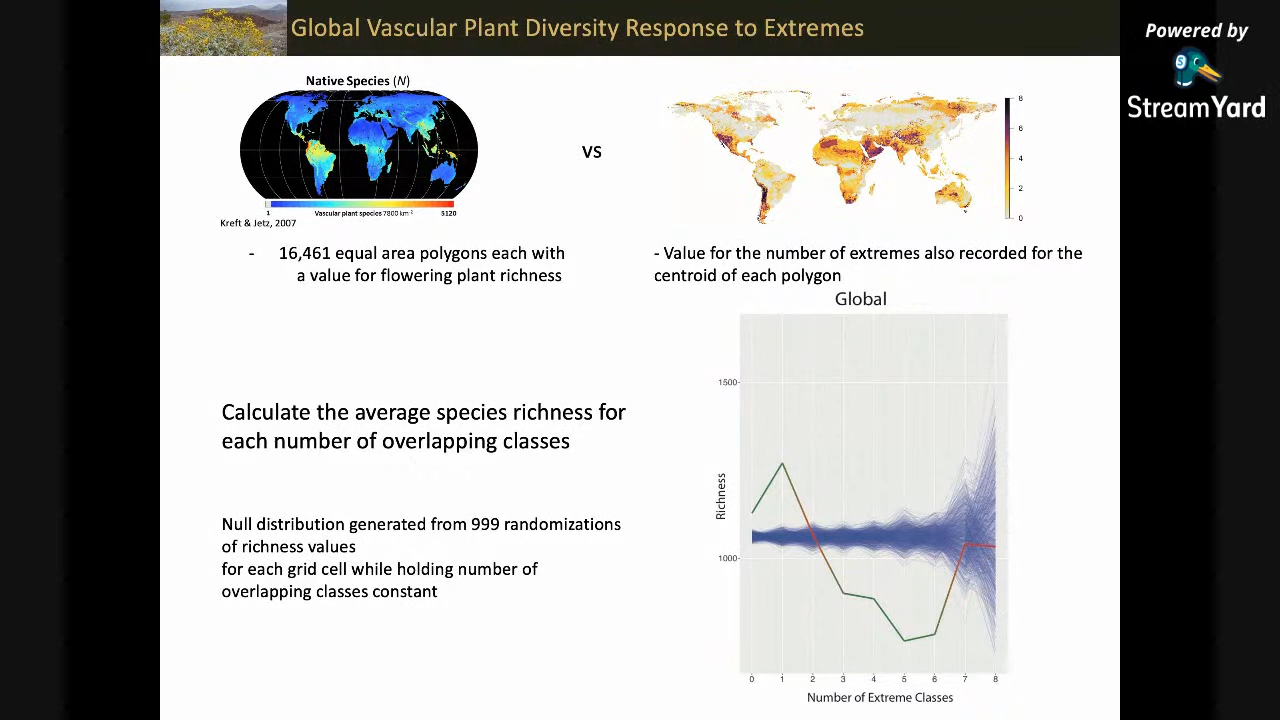 Global Vascular Plant Diversity Response to Extremes
Powered by
StreamYard
Native Species (N)
1
Vascular plant species 7800 km-2
5120
Kreft & Jetz, 2007
VS
8
6
4
2
0
- 16,461 equal area polygons each with
a value for flowering plant richness
- Value for the number of extremes also recorded for the
centroid of each polygon
Calculate the average species richness for
each number of overlapping classes
Null distribution generated from 999 randomizations
of richness values
for each grid cell while holding number of
overlapping classes constant
Global
1500
1000
Richness
0 1 2 3 4 5 6 7 8
Number of Extreme Classes